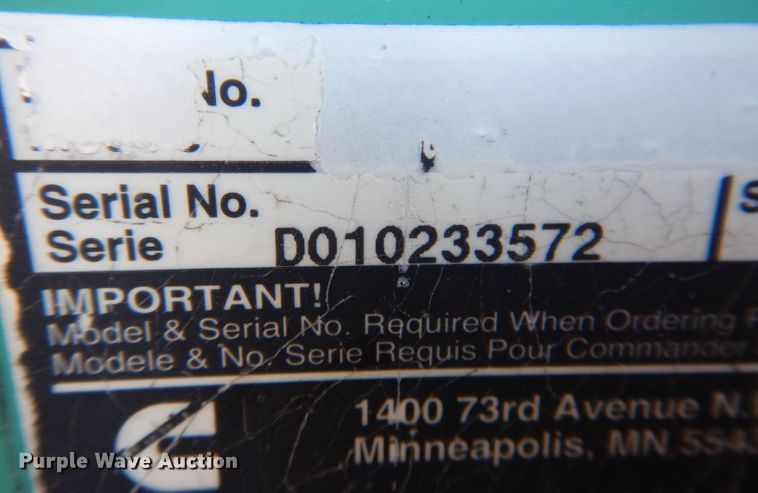 No.
Serial No.
Serie D010233572
IMPORTANT!
Model & Serial No. Required When Ordering
Modele & No. Serie Requis Pour Commander
1400 73rd Avenue N.
Minneapolis, MN
Purple Wave Auction